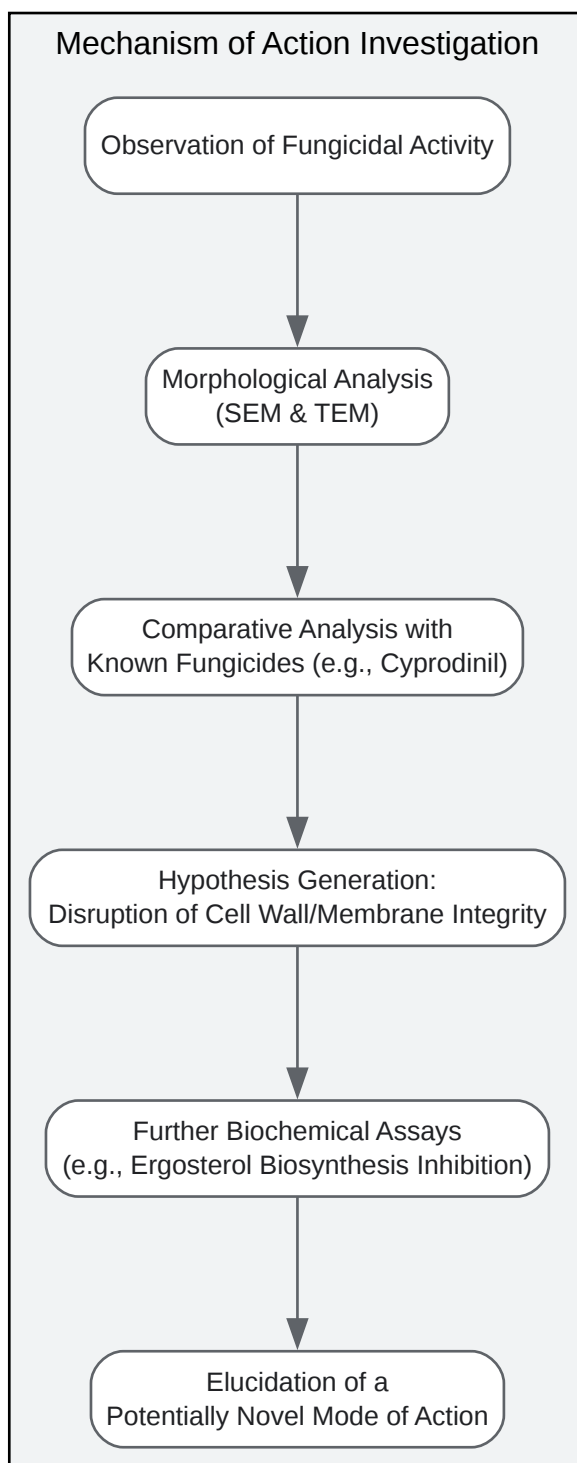 Mechanism of Action Investigation
Observation of Fungicidal Activity
Morphological Analysis
(SEM & TEM)
Comparative Analysis with
Known Fungicides (e.g., Cyprodinil)
Hypothesis Generation:
Disruption of Cell Wall/Membrane Integrity
Further Biochemical Assays
(e.g., Ergosterol Biosynthesis Inhibition)
Elucidation of a
Potentially Novel Mode of Action